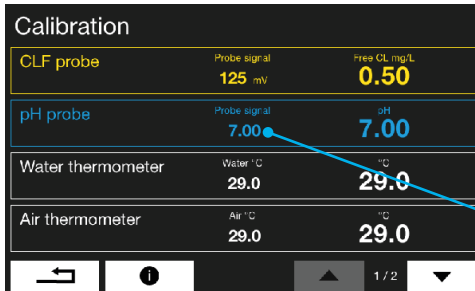 Calibration
CLF probe
Probe signal
125 mV
Free CL mg/L
0.50
pH probe
Probe signal
7.00
pH
7.00
Water thermometer
Water °C
29.0
°C
29.0
Air thermometer
Air °C
29.0
°C
29.0
1/2